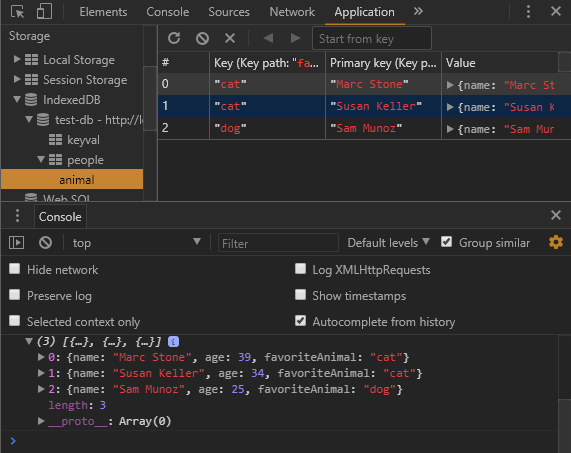 Elements Console Sources Network Application »
Storage
Start from key
Local Storage
Session Storage
IndexedDB
test-db - http://l
keyval
people
animal
Web SQL
# Key (Key path: "fa Primary key (Key p… Value
0 "cat" "Marc Stone" {name: "Marc St
1 "cat" "Susan Keller" {name: "Susan K
2 "dog" "Sam Munoz" {name: "Sam Mun
Console
top Filter Default levels ▼ Group similar
Hide network Log XMLHttpRequests
Preserve log Show timestamps
Selected context only Autocomplete from history
(3) [{…}, {…}, {…}] i
0: {name: "Marc Stone", age: 39, favoriteAnimal: "cat"}
1: {name: "Susan Keller", age: 34, favoriteAnimal: "cat"}
2: {name: "Sam Munoz", age: 25, favoriteAnimal: "dog"}
length: 3
__proto__: Array(0)